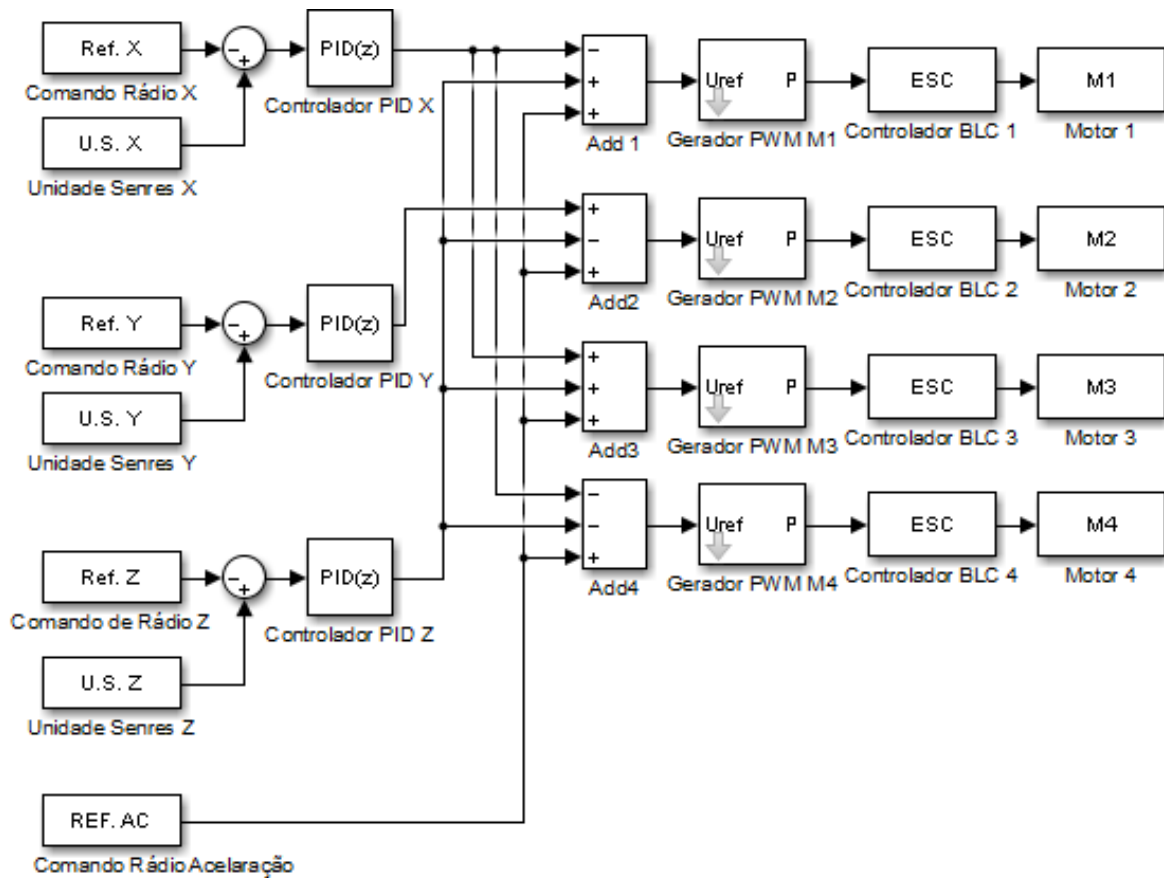 Ref. X
Comando Rádio X
U.S. X
Unidade Senres X
-
+
PID(z)
Controlador PID X
-
+
+
Add 1
Uref P
Gerador PWM M1
ESC
Controlador BLC 1
M1
Motor 1
+
-
+
Add2
Uref P
Gerador PWM M2
ESC
Controlador BLC 2
M2
Motor 2
Ref. Y
Comando Rádio Y
U.S. Y
Unidade Senres Y
-
+
PID(z)
Controlador PID Y
+
+
+
Add3
Uref P
Gerador PWM M3
ESC
Controlador BLC 3
M3
Motor 3
-
-
+
Add4
Uref P
Gerador PWM M4
ESC
Controlador BLC 4
M4
Motor 4
Ref. Z
Comando de Rádio Z
U.S. Z
Unidade Senres Z
-
+
PID(z)
Controlador PID Z
REF. AC
Comando Rádio Acelaração